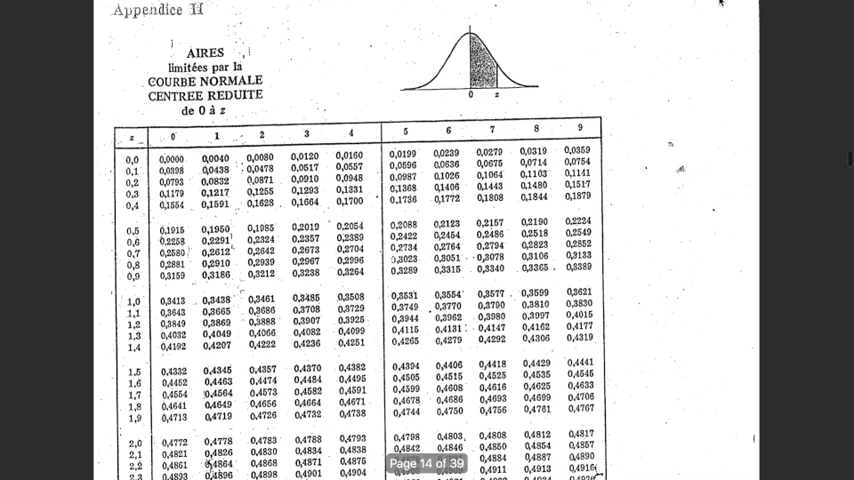 Appendice II
AIRES
limitées par la
COURBE NORMALE
CENTREE REDUITE
de 0 à z
0 z
z 0 1 2 3 4 5 6 7 8 9
0,0 0,0000 0,0040 0,0080 0,0120 0,0160 0,0199 0,0239 0,0279 0,0319 0,0359
0,1 0,0398 0,0438 0,0478 0,0517 0,0557 0,0596 0,0636 0,0675 0,0714 0,0754
0,2 0,0793 0,0832 0,0871 0,0910 0,0948 0,0987 0,1026 0,1064 0,1103 0,1141
0,3 0,1179 0,1217 0,1255 0,1293 0,1331 0,1368 0,1406 0,1443 0,1480 0,1517
0,4 0,1554 0,1591 0,1628 0,1664 0,1700 0,1736 0,1772 0,1808 0,1844 0,1879
0,5 0,1915 0,1950 0,1985 0,2019 0,2054 0,2088 0,2123 0,2157 0,2190 0,2224
0,6 0,2258 0,2291 0,2324 0,2357 0,2389 0,2422 0,2454 0,2486 0,2518 0,2549
0,7 0,2580 0,2612 0,2642 0,2673 0,2704 0,2734 0,2764 0,2794 0,2823 0,2852
0,8 0,2881 0,2910 0,2939 0,2967 0,2996 0,3023 0,3051 0,3078 0,3106 0,3133
0,9 0,3159 0,3186 0,3212 0,3238 0,3264 0,3289 0,3315 0,3340 0,3365 0,3389
1,0 0,3413 0,3438 0,3461 0,3485 0,3508 0,3531 0,3554 0,3577 0,3599 0,3621
1,1 0,3643 0,3665 0,3686 0,3708 0,3729 0,3749 0,3770 0,3790 0,3810 0,3830
1,2 0,3849 0,3869 0,3888 0,3907 0,3925 0,3944 0,3962 0,3980 0,3997 0,4015
1,3 0,4032 0,4049 0,4066 0,4082 0,4099 0,4115 0,4131 0,4147 0,4162 0,4177
1,4 0,4192 0,4207 0,4222 0,4236 0,4251 0,4265 0,4279 0,4292 0,4306 0,4319
1,5 0,4332 0,4345 0,4357 0,4370 0,4382 0,4394 0,4406 0,4418 0,4429 0,4441
1,6 0,4452 0,4463 0,4474 0,4484 0,4495 0,4505 0,4515 0,4525 0,4535 0,4545
1,7 0,4554 0,4564 0,4573 0,4582 0,4591 0,4599 0,4608 0,4616 0,4625 0,4633
1,8 0,4641 0,4649 0,4656 0,4664 0,4671 0,4678 0,4686 0,4693 0,4699 0,4706
1,9 0,4713 0,4719 0,4726 0,4732 0,4738 0,4744 0,4750 0,4756 0,4761 0,4767
2,0 0,4772 0,4778 0,4783 0,4788 0,4793 0,4798 0,4803 0,4808 0,4812 0,4817
2,1 0,4821 0,4826 0,4830 0,4834 0,4838 0,4842 0,4846 0,4850 0,4854 0,4857
2,2 0,4861 0,4864 0,4868 0,4871 0,4875 0,4884 0,4887 0,4890
2,3 0,4893 0,4896 0,4898 0,4901 0,4904 0,4911 0,4913 0,4916
Page 14 of 39